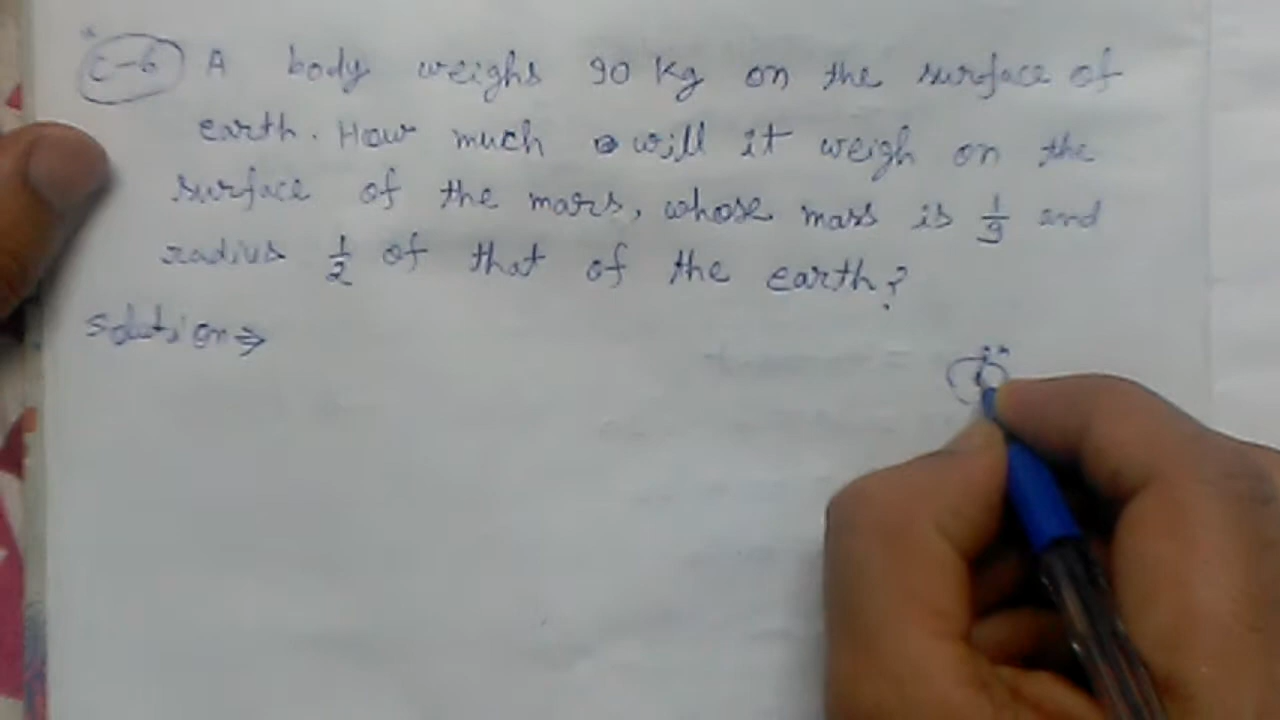 E-6 A body weighs 90 Kg on the surface of
earth. How much will it weigh on the
surface of the mars, whose mass is 1/9 and
radius 1/2 of that of the earth?
Solution⇒